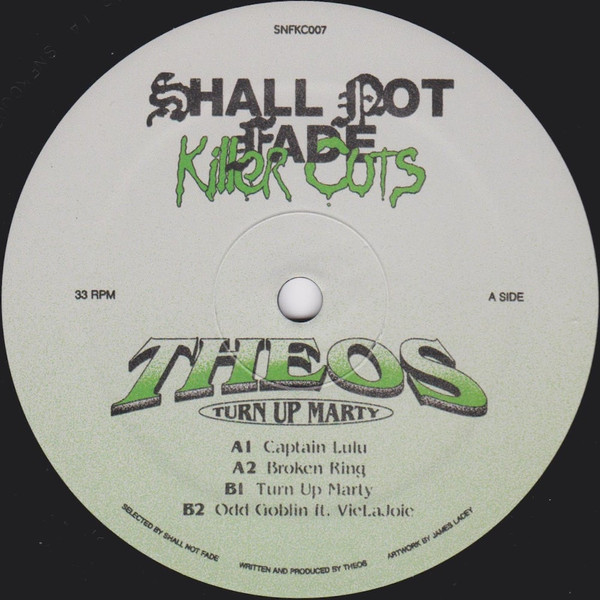 SNFKC007
SHALL NOT
FADE
Killer Cuts
33 RPM
A SIDE
THEOS
TURN UP MARTY
A1 Captain Lulu
A2 Broken Ring
B1 Turn Up Marty
B2 Odd Goblin ft. VieLaJoie
SELECTED BY SHALL NOT FADE
WRITTEN AND PRODUCED BY THEOS
ARTWORK BY JAMES LACEY